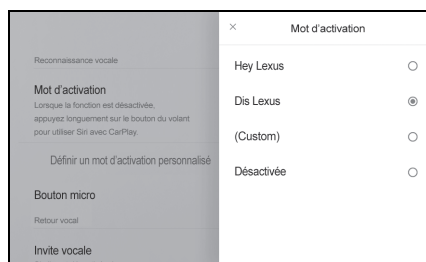 Reconnaissance vocale
Mot d'activation
Lorsque la fonction est désactivée,
appuyez longuement sur le bouton du volant
pour utiliser Siri avec CarPlay.
Définir un mot d'activation personnalisé
Bouton micro
Retour vocal
Invite vocale
Mot d'activation
Hey Lexus
Dis Lexus
(Custom)
Désactivée